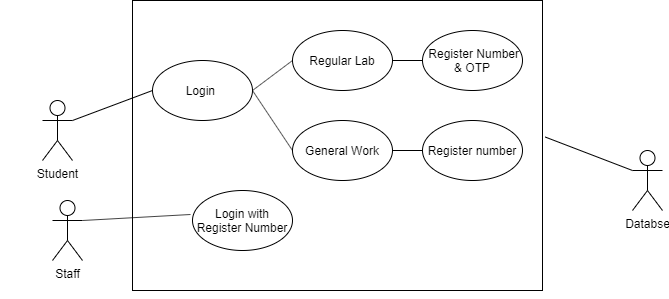 Regular Lab
Register Number
& OTP
Login
General Work
Register number
Student
Login with
Register Number
Databse
Staff